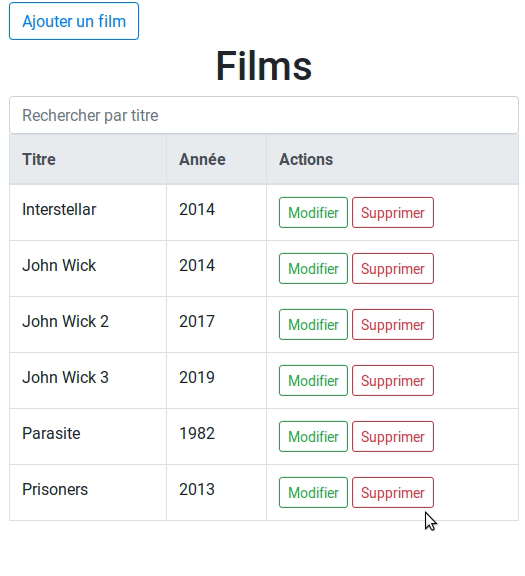 Ajouter un film
Films
Rechercher par titre
Titre Année Actions
Interstellar 2014 Modifier Supprimer
John Wick 2014 Modifier Supprimer
John Wick 2 2017 Modifier Supprimer
John Wick 3 2019 Modifier Supprimer
Parasite 1982 Modifier Supprimer
Prisoners 2013 Modifier Supprimer